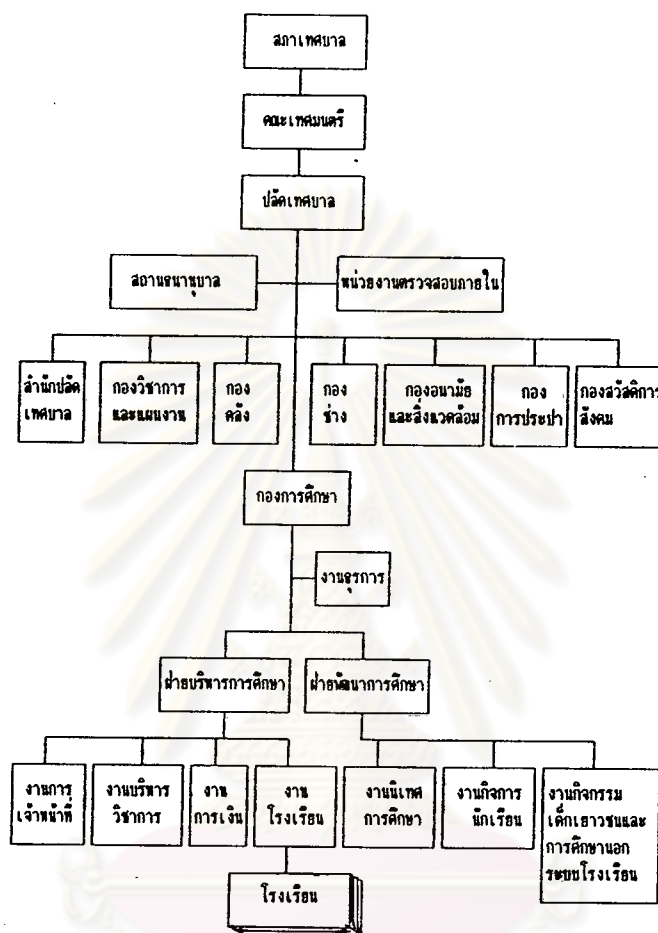 สภาเทศบาล
คณะเทศมนตรี
ปลัดเทศบาล
สถานธนานุบาล
หน่วยงานตรวจสอบภายใน
สำนักปลัด
เทศบาล
กองวิชาการ
และแผนงาน
กอง
คลัง
กอง
ช่าง
กองอนามัย
และสิ่งแวดล้อม
กอง
การประปา
กองสวัสดิการ
สังคม
กองการศึกษา
งานธุรการ
ฝ่ายบริหารการศึกษา
ฝ่ายพัฒนาการศึกษา
งานการ
เจ้าหน้าที่
งานบริหาร
วิชาการ
งาน
การเงิน
งาน
โรงเรียน
งานนิเทศ
การศึกษา
งานกิจการ
นักเรียน
งานกิจกรรม
เด็กเยาวชนและ
การศึกษานอก
ระบบโรงเรียน
โรงเรียน